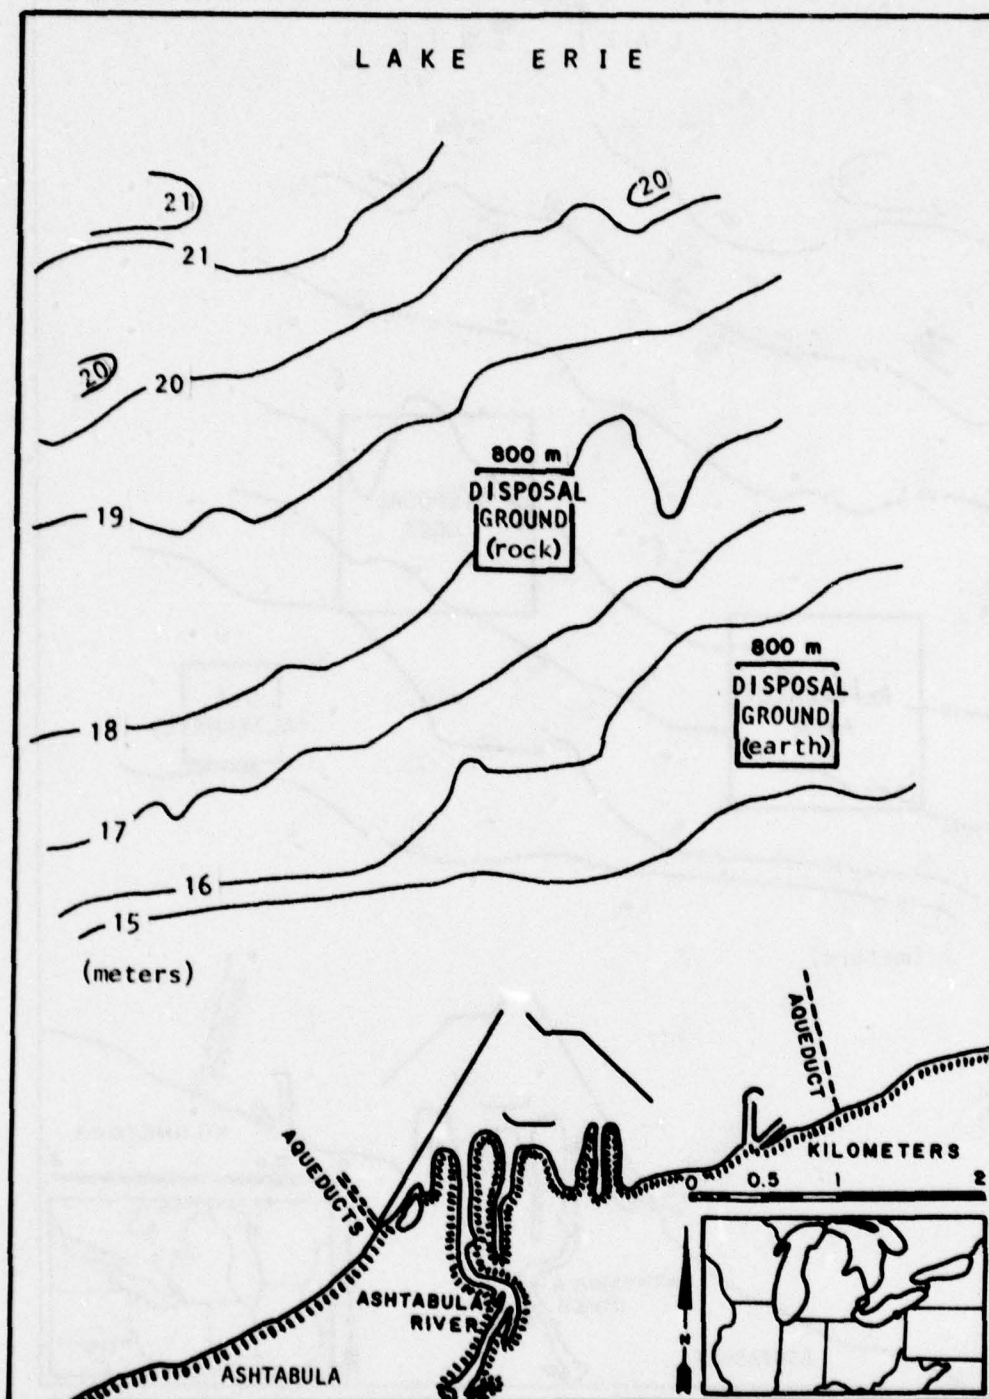 LAKE ERIE
21
20
21
20
20
19
800 m
DISPOSAL
GROUND
(rock)
18
800 m
DISPOSAL
GROUND
(earth)
17
16
15
(meters)
AQUEDUCT
AQUEDUCTS
KILOMETERS
0 0.5 1 2
ASHTABULA
RIVER
N
ASHTABULA